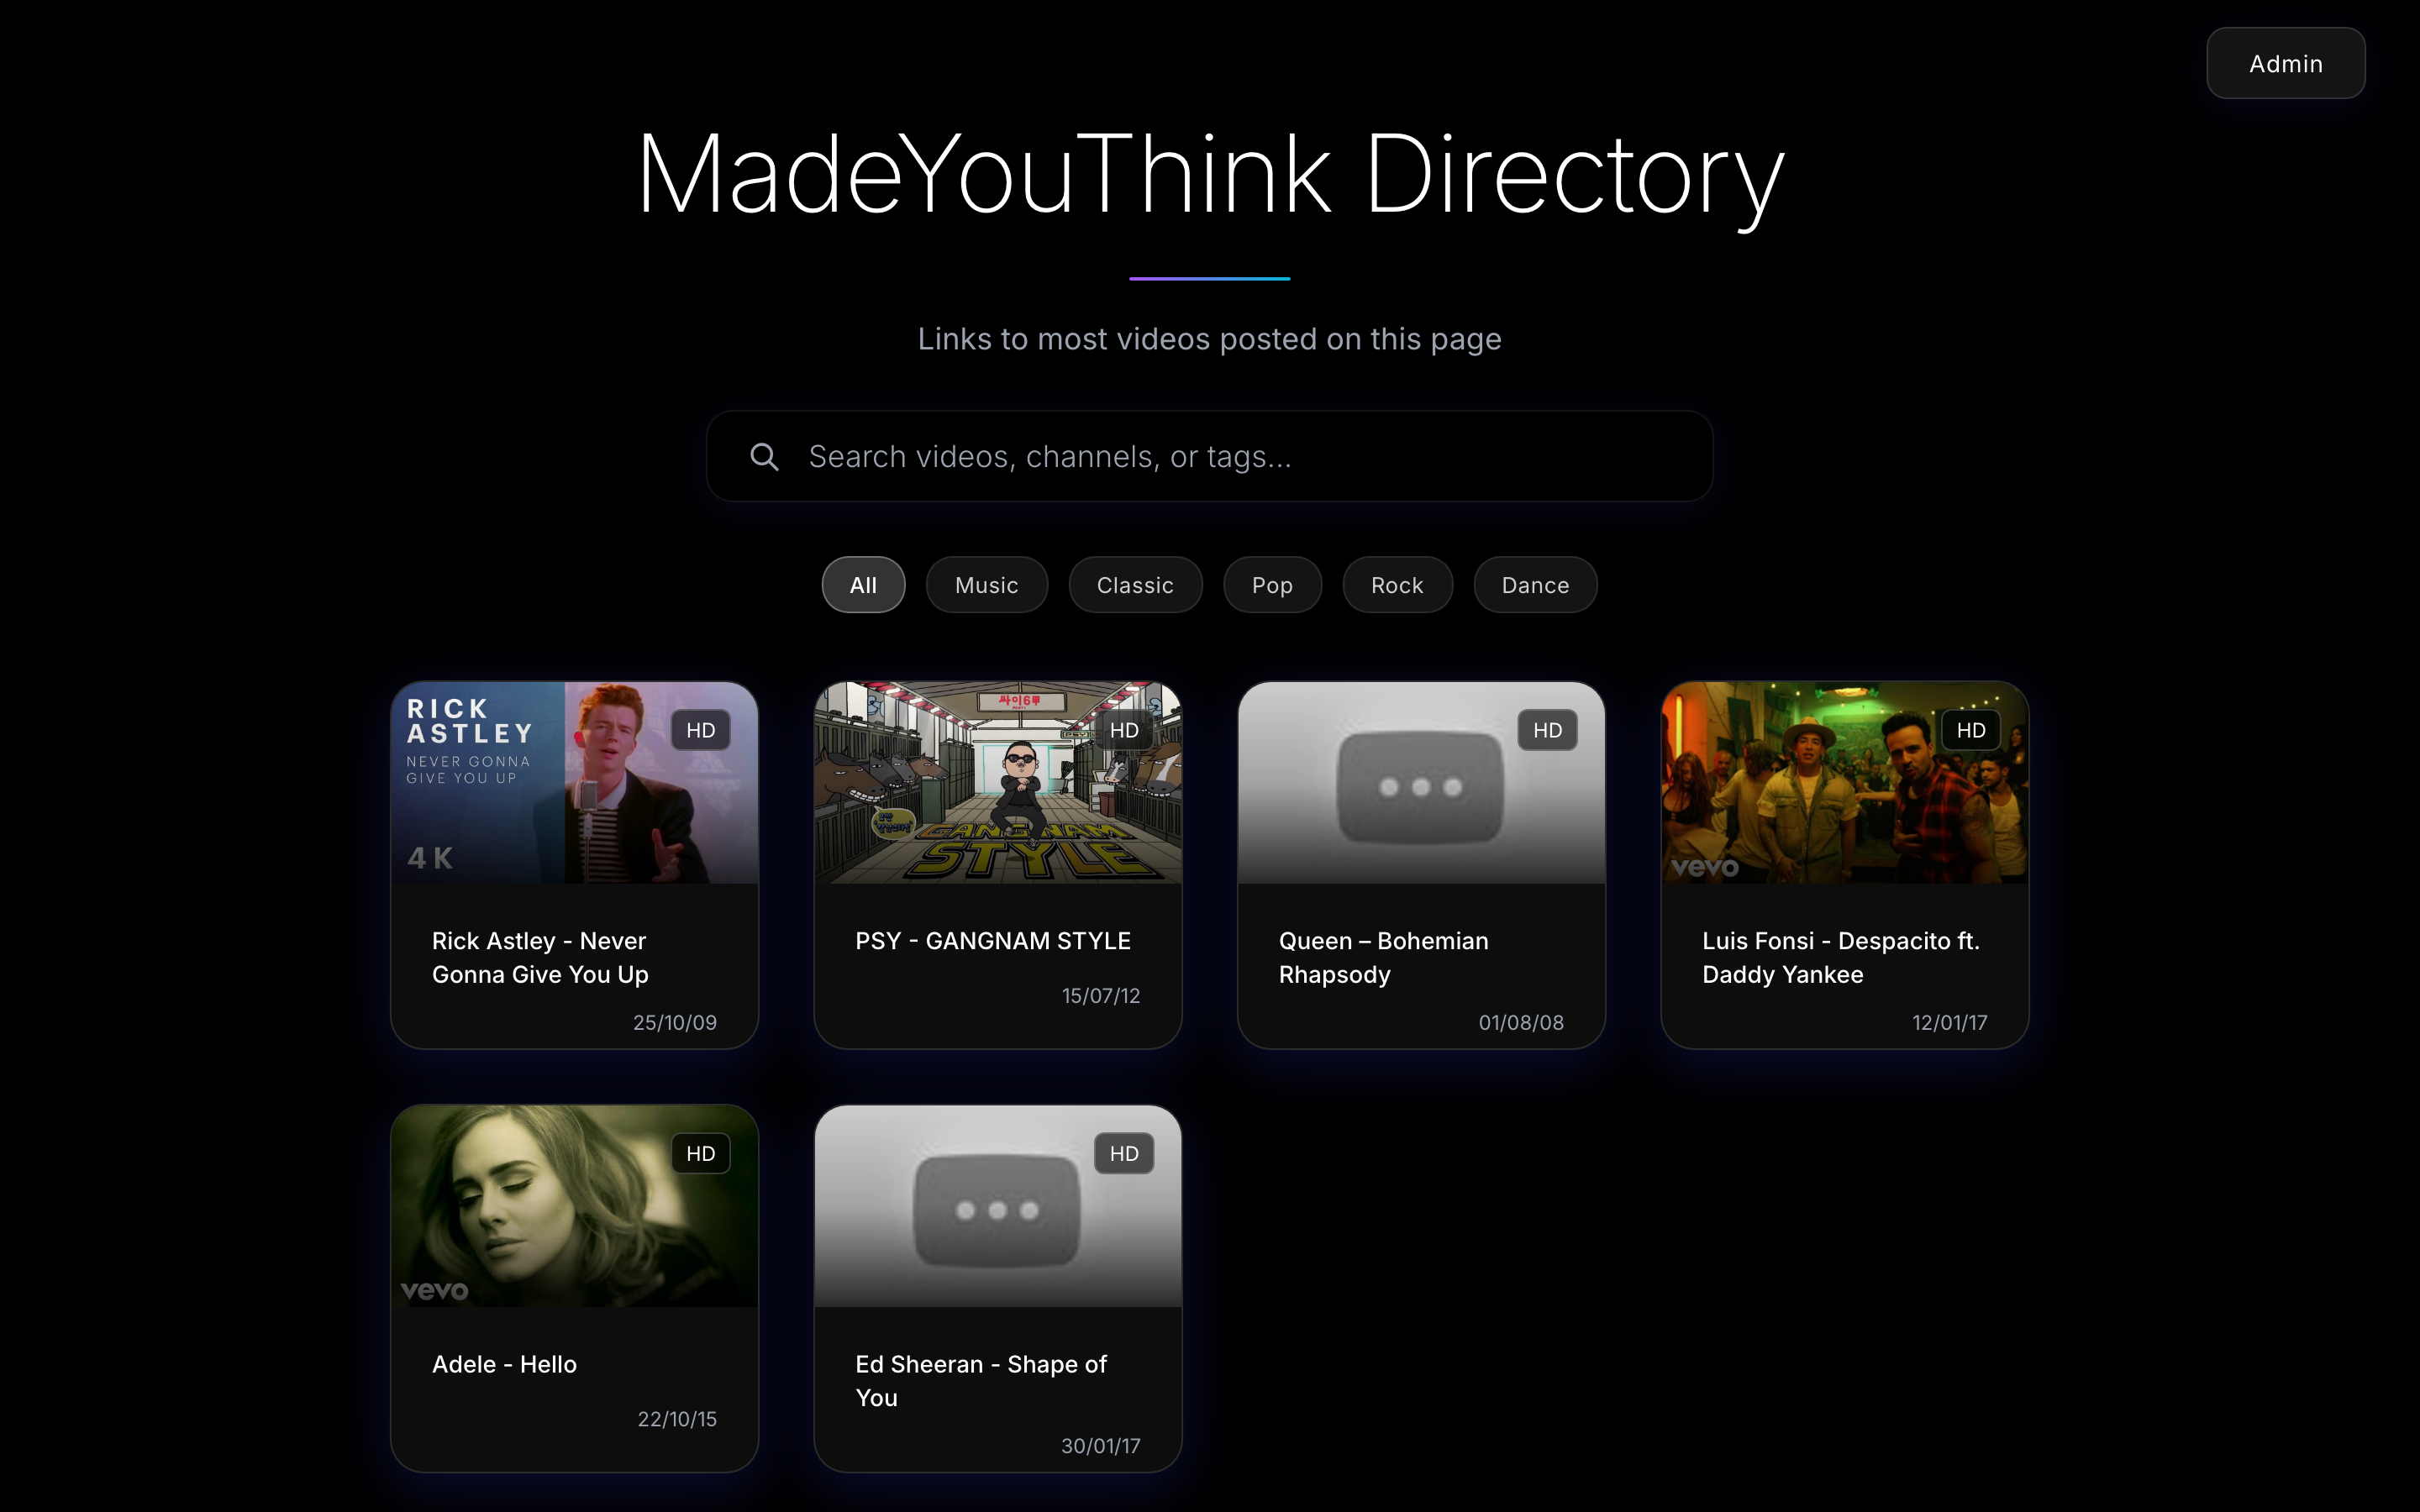 Admin
MadeYouThink Directory
Links to most videos posted on this page
Search videos, channels, or tags...
All
Music
Classic
Pop
Rock
Dance
RICK
ASTLEY
NEVER GONNA
GIVE YOU UP
4K
HD
싸이6甲
HD
GANGNAM
STYLE
HD
HD
vevo
Rick Astley - Never
Gonna Give You Up
25/10/09
PSY - GANGNAM STYLE
15/07/12
Queen – Bohemian
Rhapsody
01/08/08
Luis Fonsi - Despacito ft.
Daddy Yankee
12/01/17
HD
vevo
HD
Adele - Hello
22/10/15
Ed Sheeran - Shape of
You
30/01/17